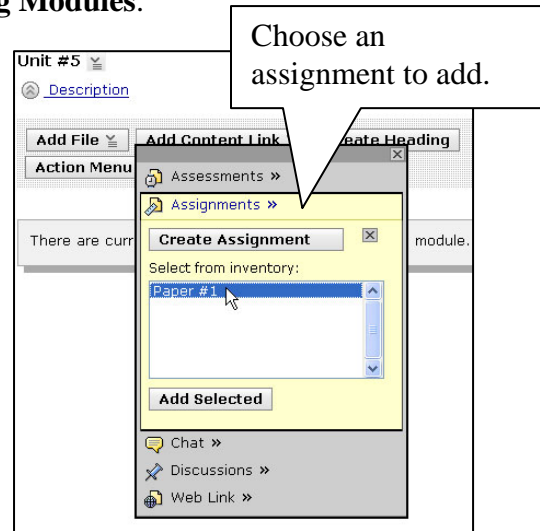 g Modules.
Choose an
assignment to add.
Unit #5
Description
Add File
Add Content Link
eate Heading
Action Menu
Assessments »
Assignments »
There are curr
Create Assignment
module.
Select from inventory:
Paper #1
Add Selected
Chat »
Discussions »
Web Link »